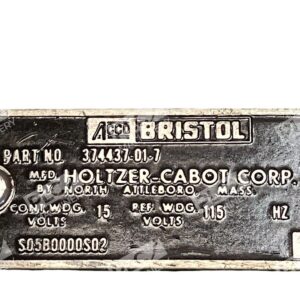 ACCO BRISTOL
PART NO. 374437-01-7
MFD. HOLTZER-CABOT CORP.
BY NORTH ATTLEBORO MASS.
CONT. WDG. 15 REF. WDG. 115 HZ
VOLTS VOLTS
S05B0000S02